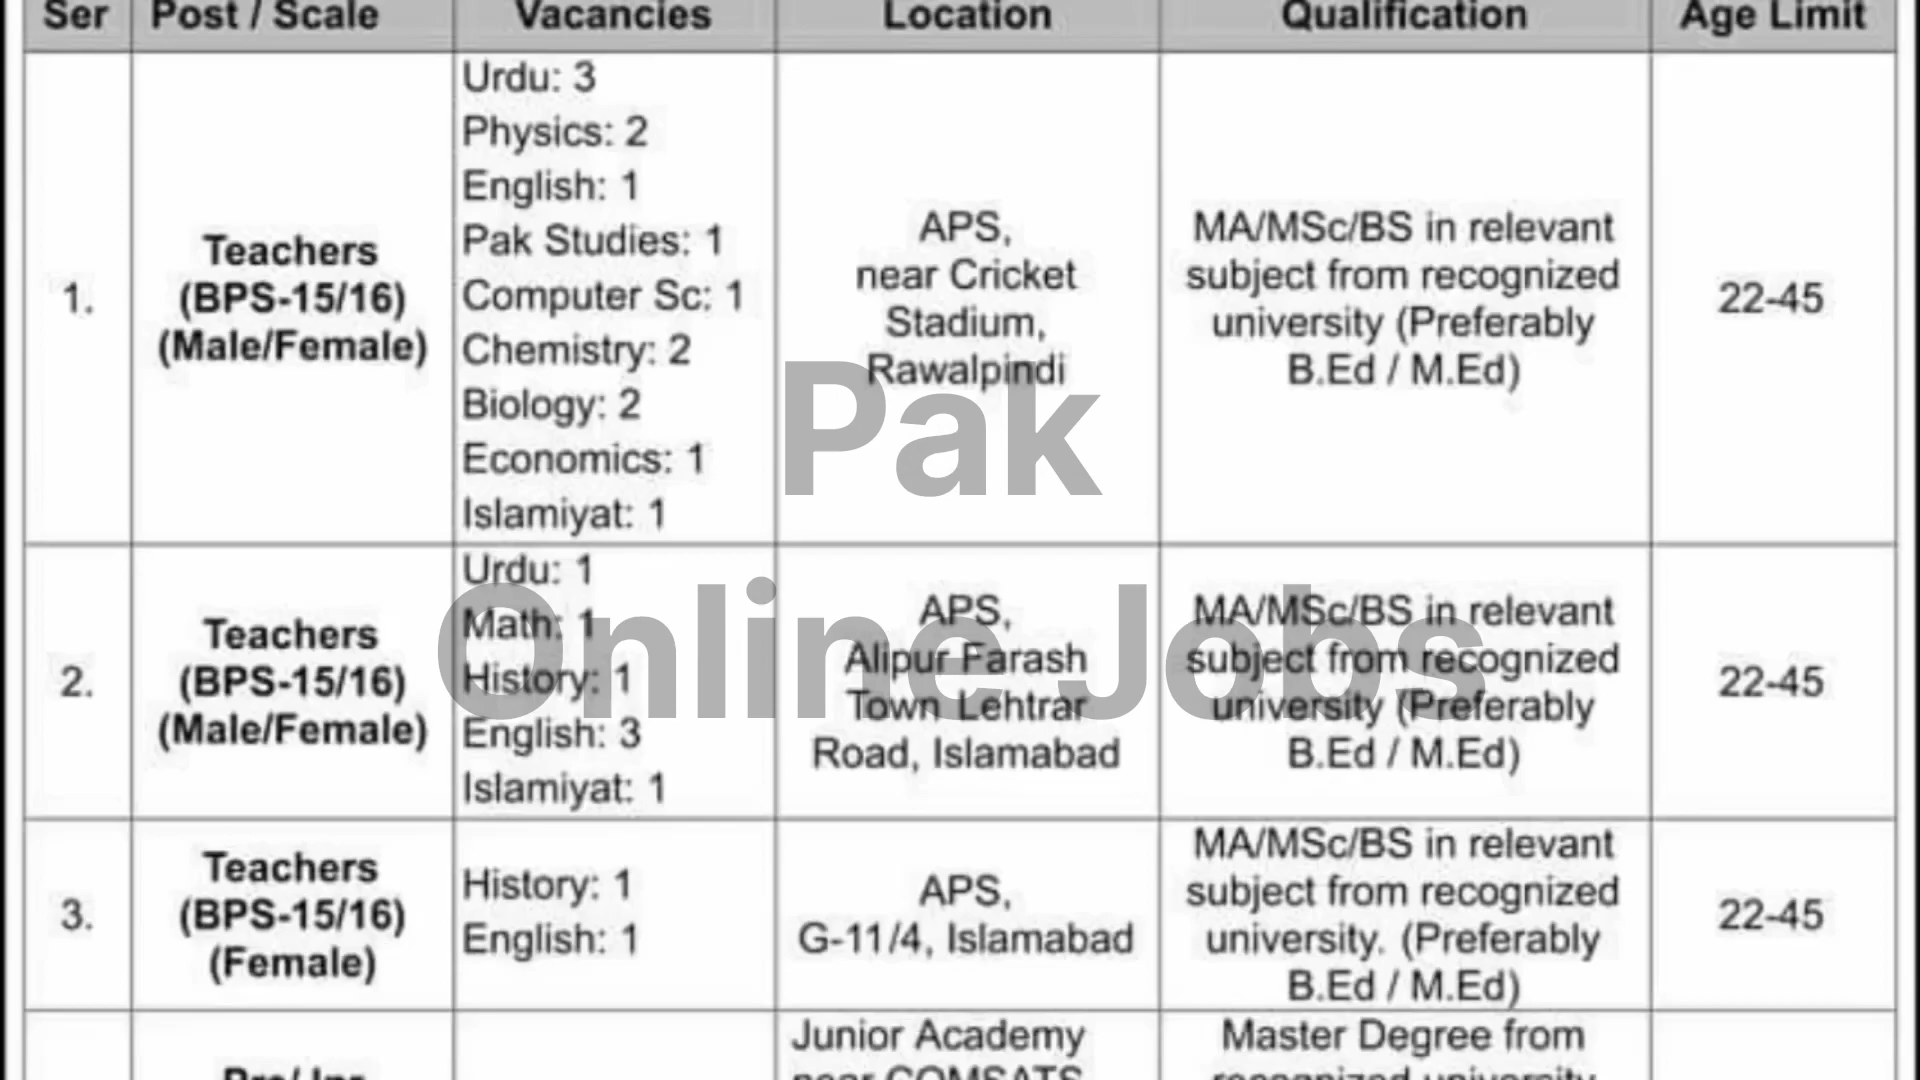 Ser Post / Scale Vacancies Location Qualification Age Limit
1.
Teachers
(BPS-15/16)
(Male/Female)
Urdu: 3
Physics: 2
English: 1
Pak Studies: 1
Computer Sc: 1
Chemistry: 2
Biology: 2
Economics: 1
Islamiyat: 1
APS,
near Cricket
Stadium,
Rawalpindi
MA/MSc/BS in relevant
subject from recognized
university (Preferably
B.Ed / M.Ed)
22-45
2.
Teachers
(BPS-15/16)
(Male/Female)
Urdu: 1
Math: 1
History: 1
English: 3
Islamiyat: 1
APS,
Alipur Farash
Town Lehtrar
Road, Islamabad
MA/MSc/BS in relevant
subject from recognized
university (Preferably
B.Ed / M.Ed)
22-45
3.
Teachers
(BPS-15/16)
(Female)
History: 1
English: 1
APS,
G-11/4, Islamabad
MA/MSc/BS in relevant
subject from recognized
university. (Preferably
B.Ed / M.Ed)
22-45
Junior Academy
near COMSATS
Master Degree from
recognized university
Pak
Online Jobs